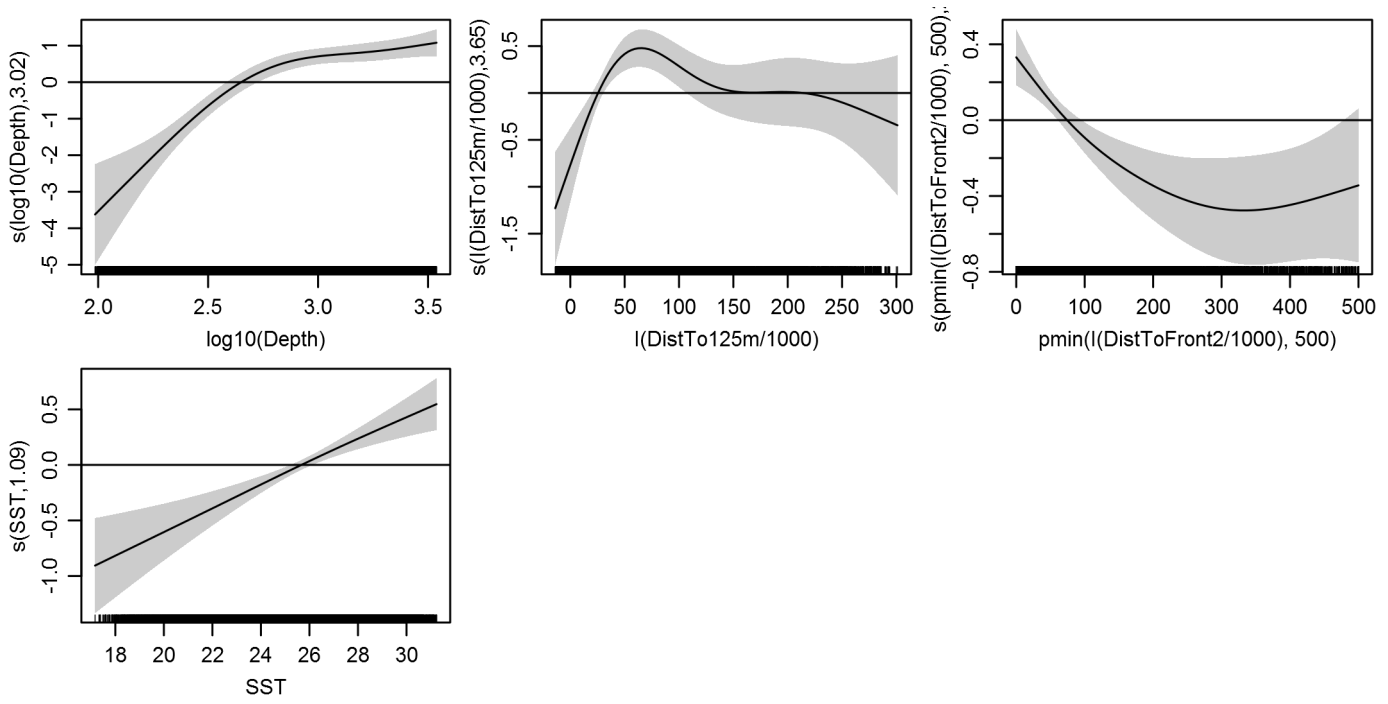 s(log10(Depth),3.02)
1
0
-1
-2
-3
-4
-5
2.0 2.5 3.0 3.5
log10(Depth)
s(I(DistTo125m/1000),3.65)
0.5
-0.5
-1.5
0 50 100 150 200 250 300
I(DistTo125m/1000)
s(pmin(I(DistToFront2/1000), 500),
0.4
0.0
-0.4
-0.8
0 100 200 300 400 500
pmin(I(DistToFront2/1000), 500)
s(SST,1.09)
0.5
0.0
-0.5
-1.0
18 20 22 24 26 28 30
SST